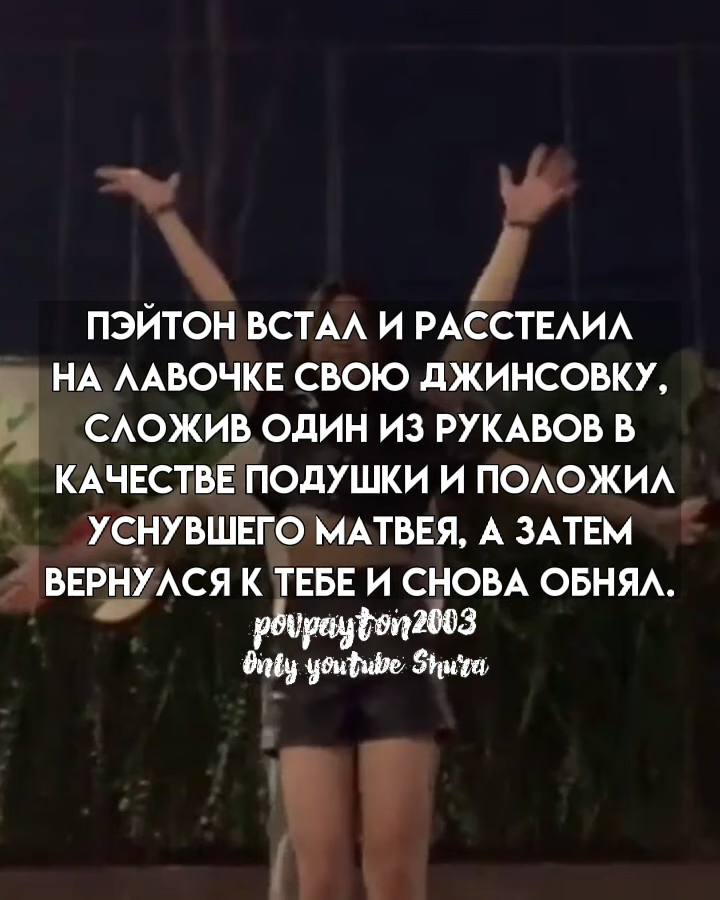 ПЭЙТОН ВСТАЛ И РАССТЕЛИЛ
НА ЛАВОЧКЕ СВОЮ ДЖИНСОВКУ,
СЛОЖИВ ОДИН ИЗ РУКАВОВ В
КАЧЕСТВЕ ПОДУШКИ И ПОЛОЖИЛ
УСНУВШЕГО МАТВЕЯ, А ЗАТЕМ
ВЕРНУЛСЯ К ТЕБЕ И СНОВА ОБНЯЛ.
povpayton2003
Only youtube Shura